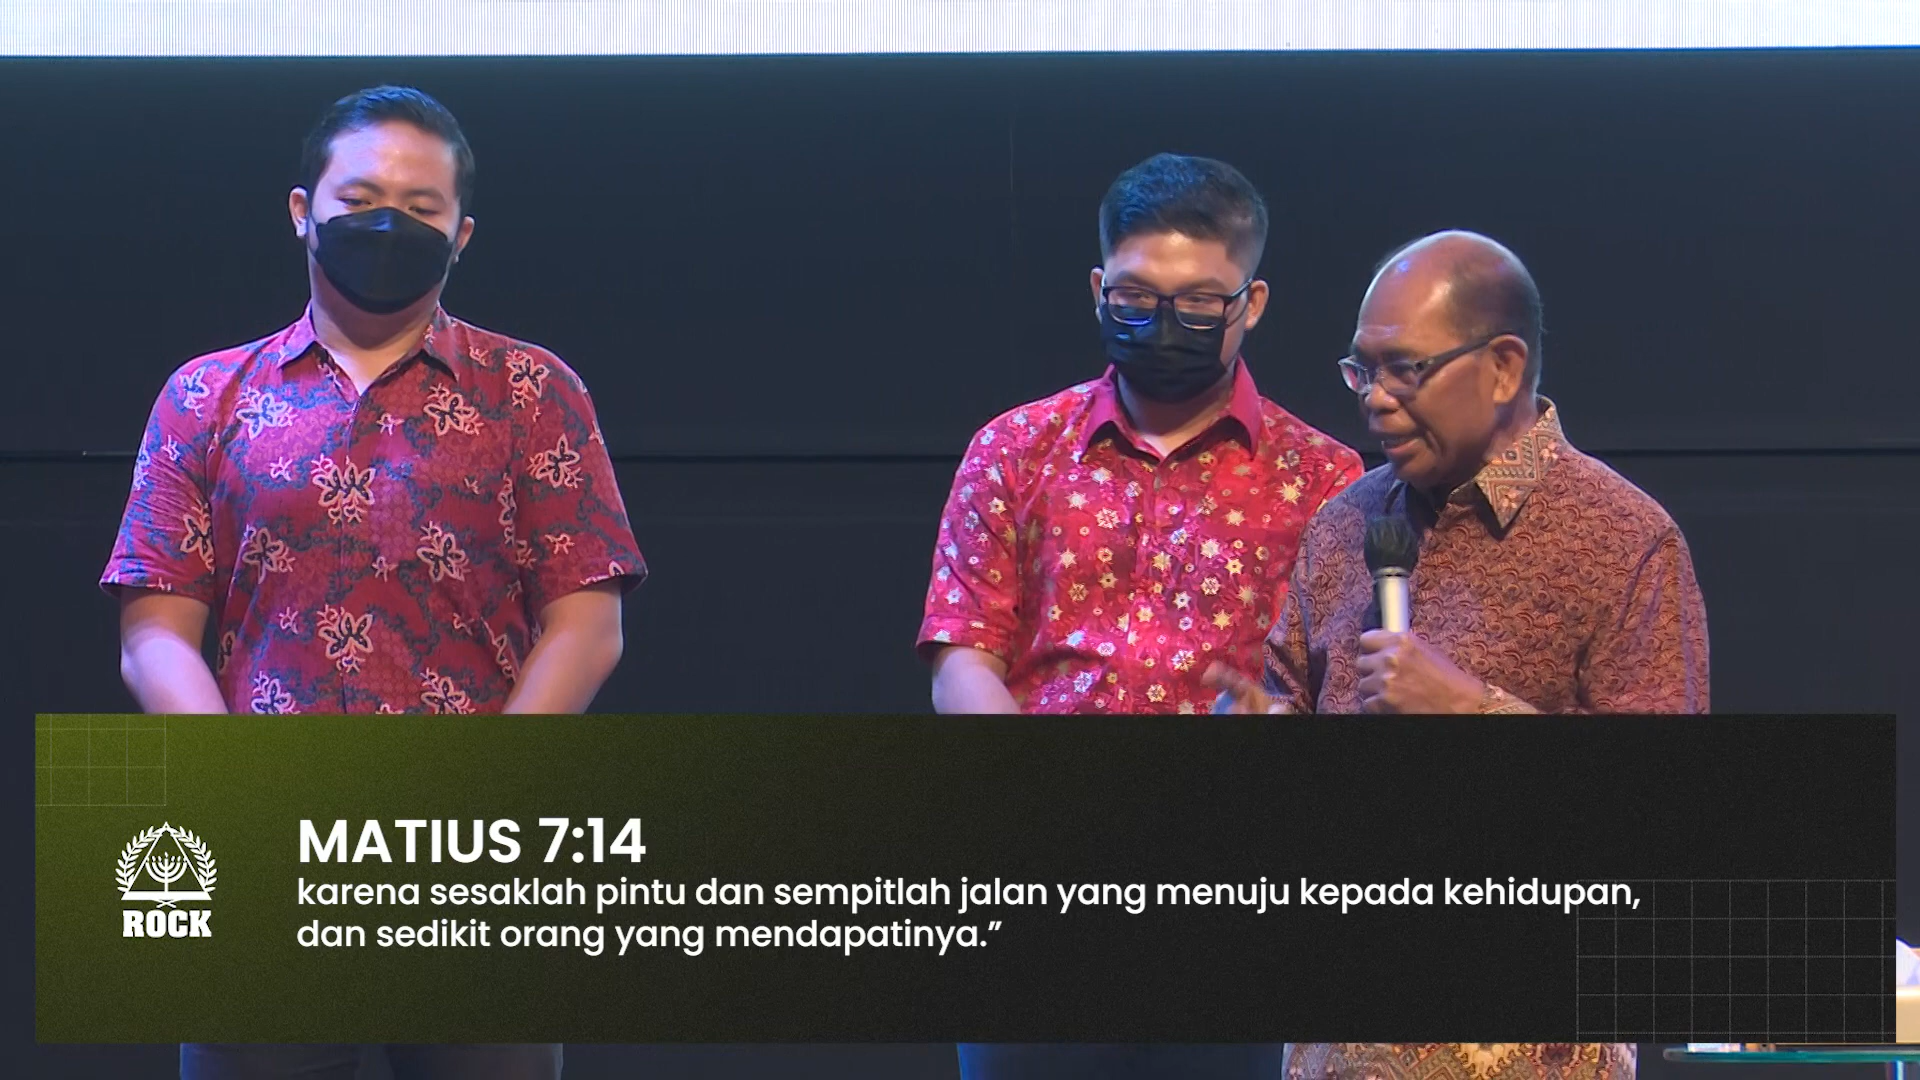 MATIUS 7:14
karena sesaklah pintu dan sempitlah jalan yang menuju kepada kehidupan,
dan sedikit orang yang mendapatinya.”
ROCK